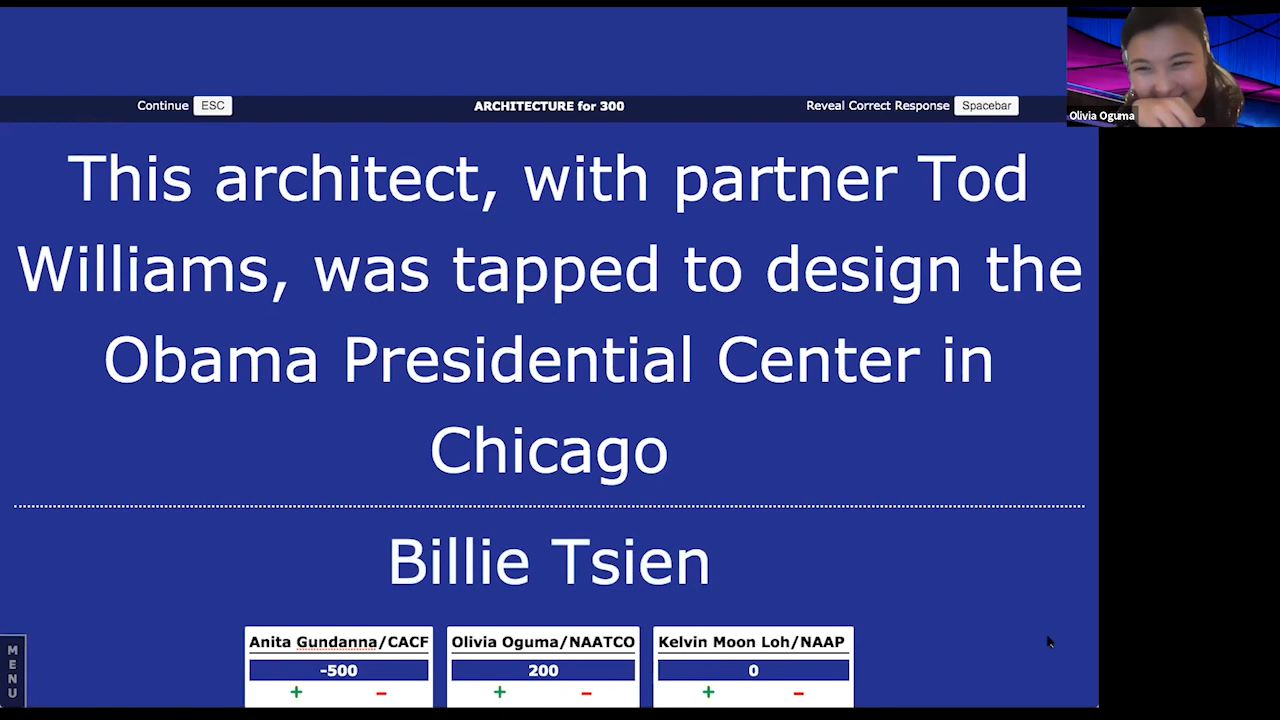 Continue ESC ARCHITECTURE for 300 Reveal Correct Response Spacebar
Olivia Oguma
This architect, with partner Tod
Williams, was tapped to design the
Obama Presidential Center in
Chicago
Billie Tsien
Anita Gundanna/CACF Olivia Oguma/NAATCO Kelvin Moon Loh/NAAP
-500 200 0
+ − + − + −
MENU